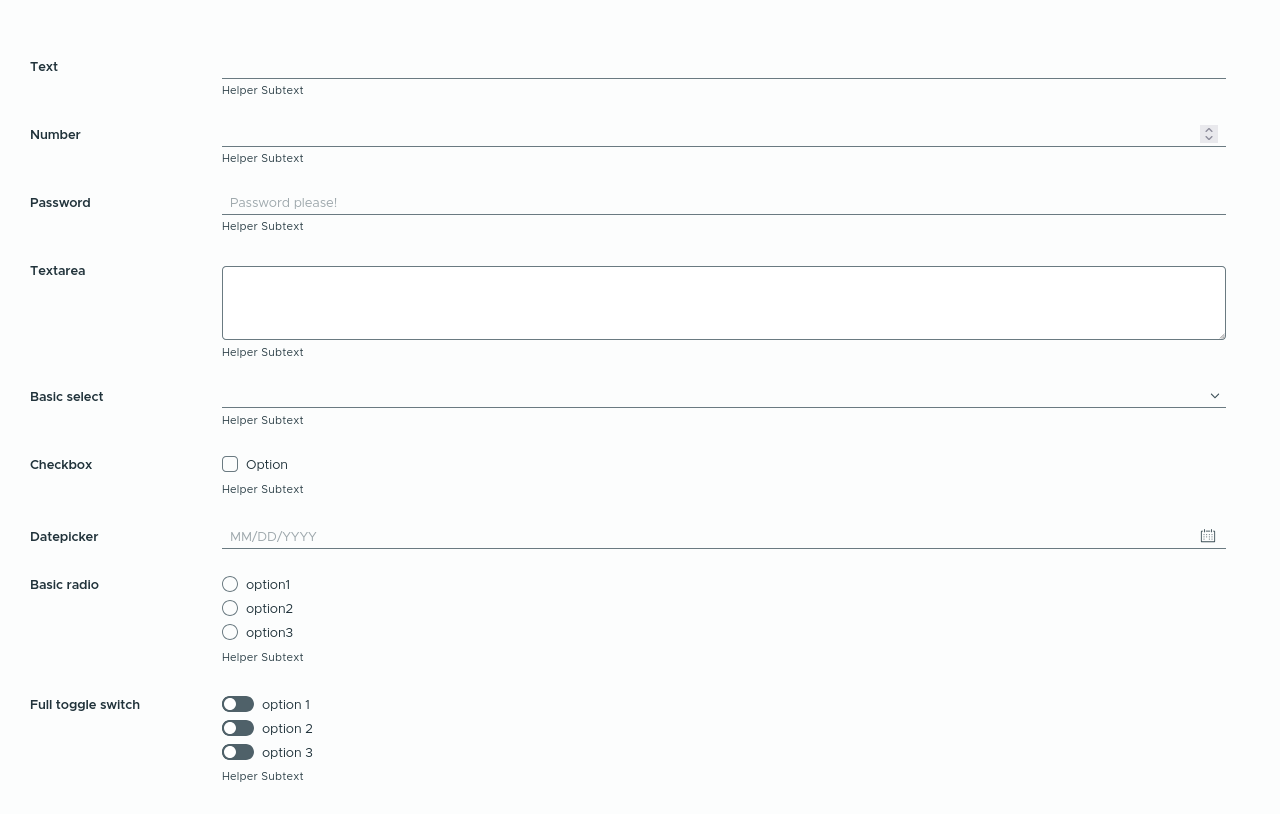 Text
Helper Subtext
Number
Helper Subtext
Password Password please!
Helper Subtext
Textarea
Helper Subtext
Basic select
Helper Subtext
Checkbox Option
Helper Subtext
Datepicker MM/DD/YYYY
Basic radio option1
option2
option3
Helper Subtext
Full toggle switch option 1
option 2
option 3
Helper Subtext